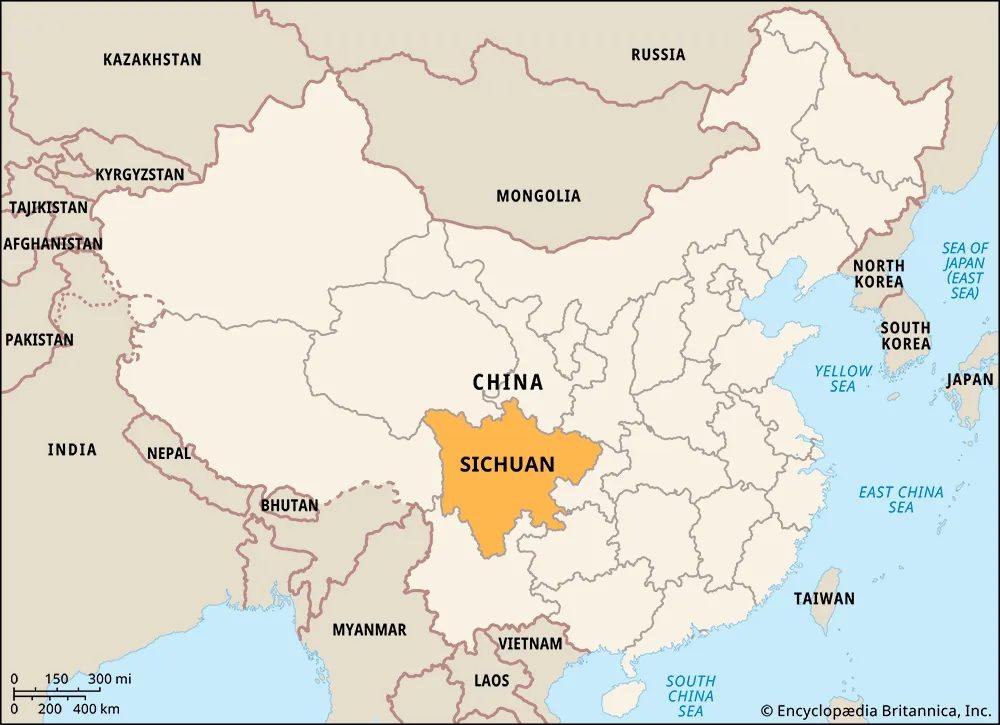 KAZAKHSTAN
RUSSIA
KYRGYZSTAN
MONGOLIA
TAJIKISTAN
AFGHANISTAN
SEA OF
JAPAN
(EAST
SEA)
NORTH
KOREA
PAKISTAN
SOUTH
KOREA
CHINA
YELLOW
SEA
JAPAN
INDIA
NEPAL
SICHUAN
BHUTAN
EAST CHINA
SEA
TAIWAN
MYANMAR
VIETNAM
LAOS
SOUTH
CHINA
SEA
0 150 300 mi
0 200 400 km
© Encyclopædia Britannica, Inc.